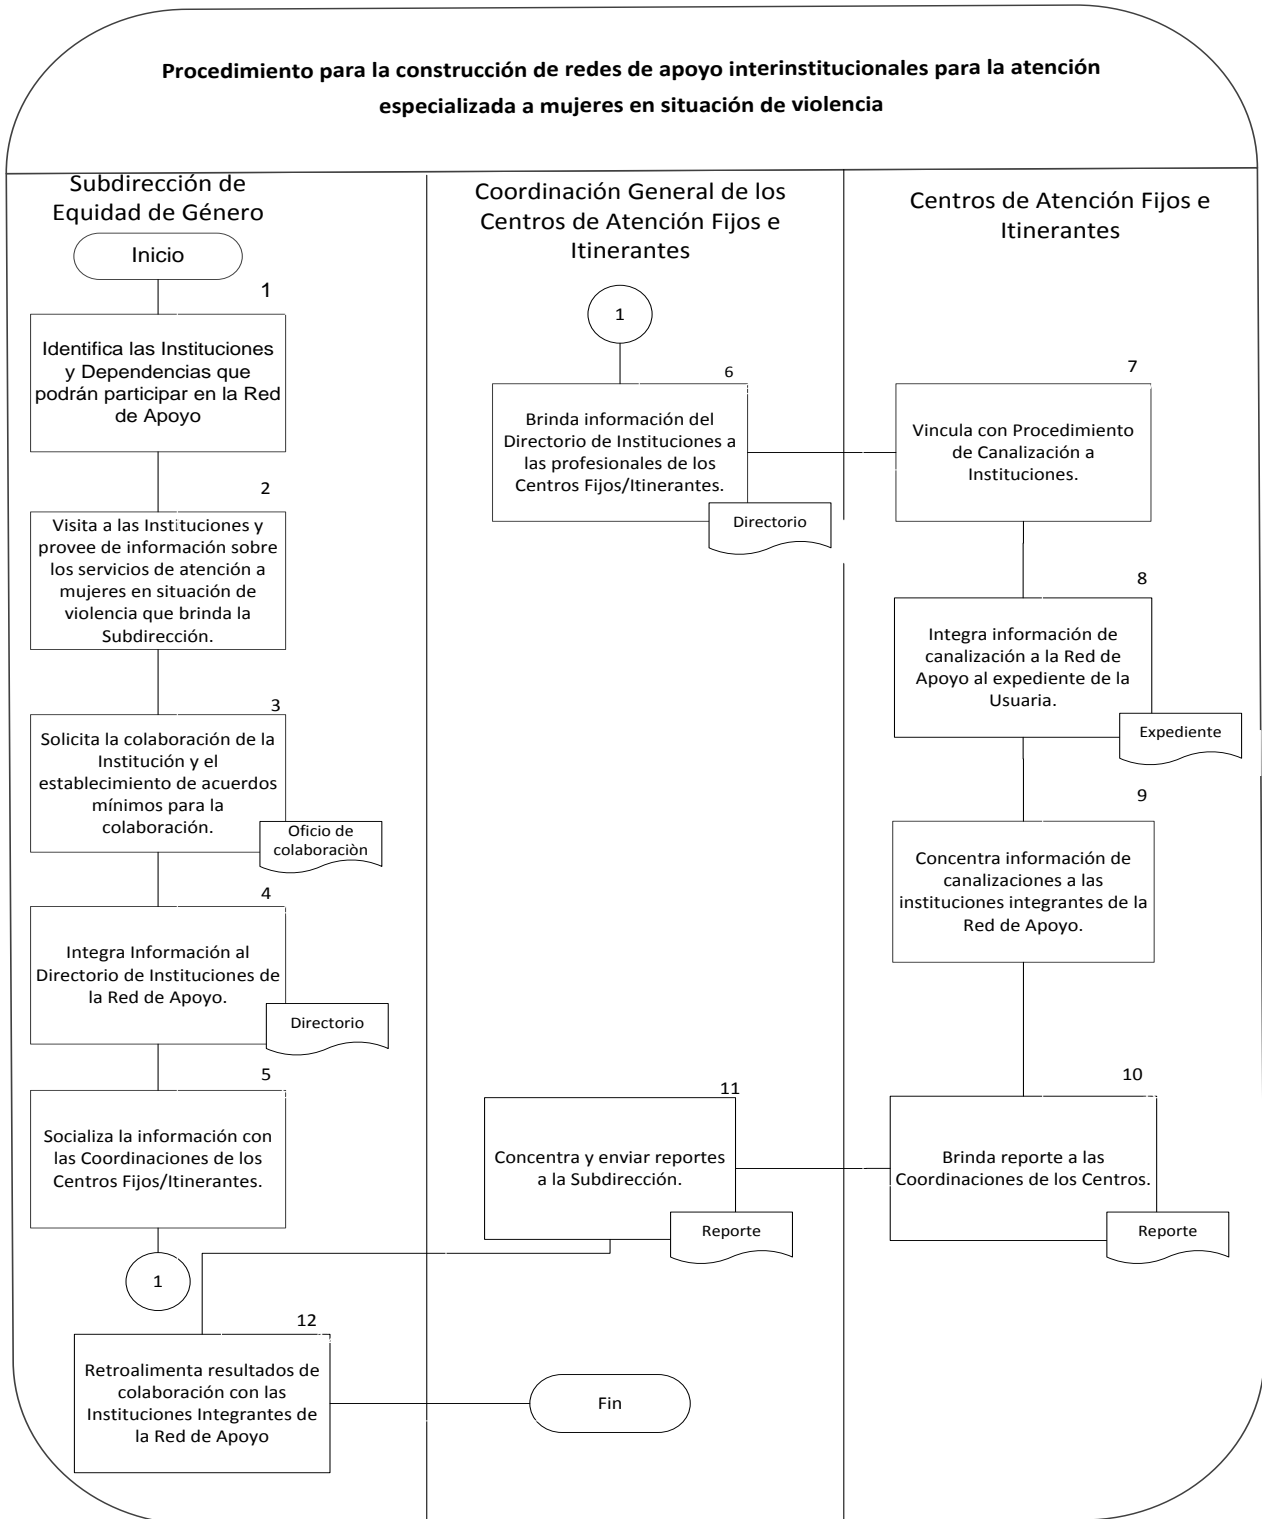 Procedimiento para la construcción de redes de apoyo interinstitucionales para la atención
especializada a mujeres en situación de violencia
Subdirección de
Equidad de Género
Inicio
1
Identifica las Instituciones
y Dependencias que
podrán participar en la Red
de Apoyo
2
Visita a las Instituciones y
provee de información sobre
los servicios de atención a
mujeres en situación de
violencia que brinda la
Subdirección.
3
Solicita la colaboración de la
Institución y el
establecimiento de acuerdos
mínimos para la
colaboración.
Oficio de
colaboraciòn
4
Integra Información al
Directorio de Instituciones de
la Red de Apoyo.
Directorio
5
Socializa la información con
las Coordinaciones de los
Centros Fijos/Itinerantes.
1
12
Retroalimenta resultados de
colaboración con las
Instituciones Integrantes de
la Red de Apoyo
Coordinación General de los
Centros de Atención Fijos e
Itinerantes
1
6
Brinda información del
Directorio de Instituciones a
las profesionales de los
Centros Fijos/Itinerantes.
Directorio
11
Concentra y enviar reportes
a la Subdirección.
Reporte
Fin
Centros de Atención Fijos e
Itinerantes
7
Vincula con Procedimiento
de Canalización a
Instituciones.
8
Integra información de
canalización a la Red de
Apoyo al expediente de la
Usuaria.
Expediente
9
Concentra información de
canalizaciones a las
instituciones integrantes de la
Red de Apoyo.
10
Brinda reporte a las
Coordinaciones de los Centros.
Reporte